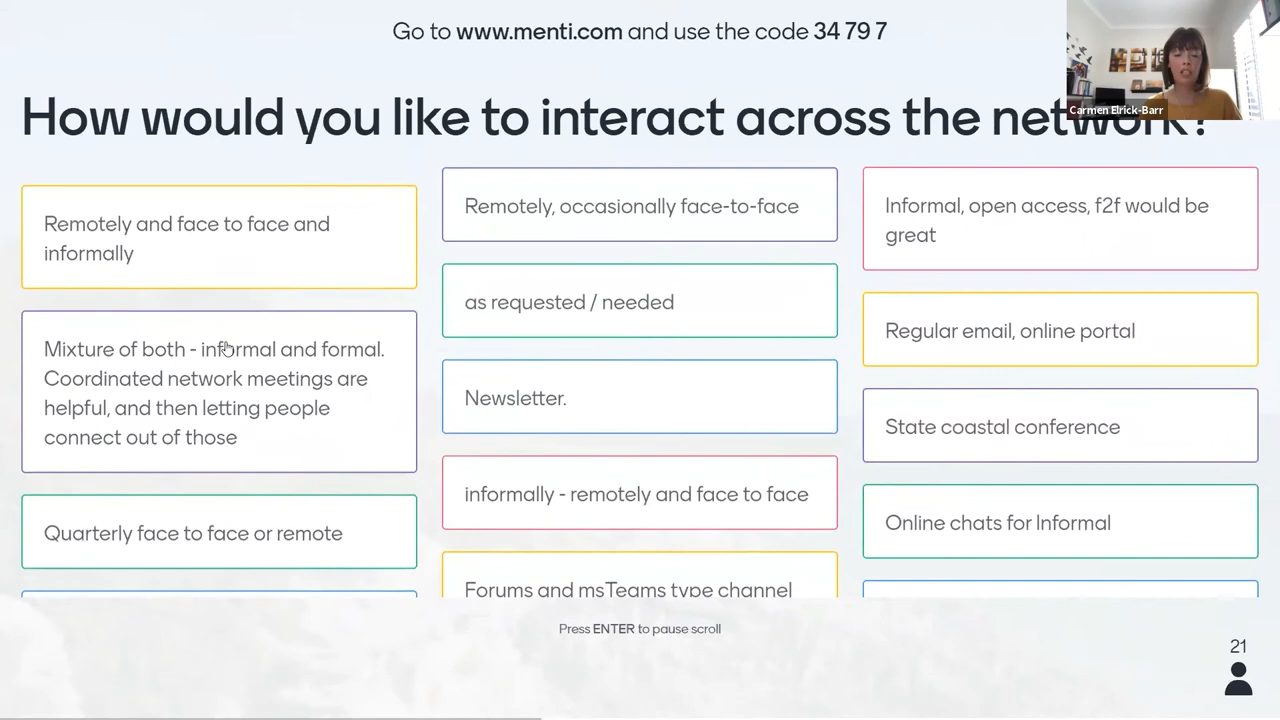 Go to www.menti.com and use the code 34 79 7
Carmen Elrick-Barr
How would you like to interact across the network?
Remotely and face to face and
informally
Mixture of both - informal and formal.
Coordinated network meetings are
helpful, and then letting people
connect out of those
Quarterly face to face or remote
Remotely, occasionally face-to-face
as requested / needed
Newsletter.
informally - remotely and face to face
Forums and msTeams type channel
Informal, open access, f2f would be
great
Regular email, online portal
State coastal conference
Online chats for Informal
Press ENTER to pause scroll
21